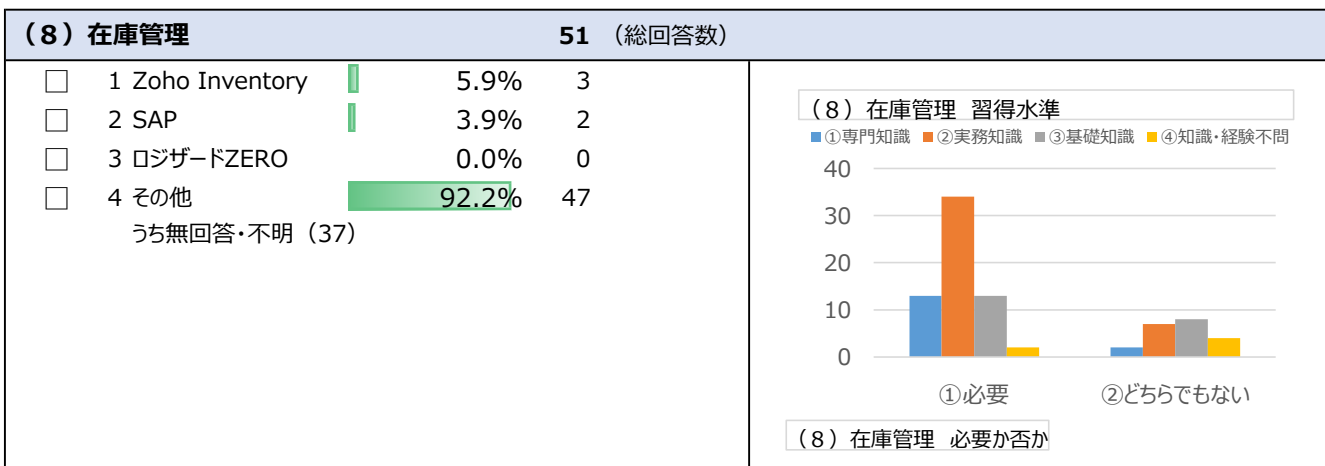 （8）在庫管理 51 （総回答数）
□ 1 Zoho Inventory 5.9% 3
□ 2 SAP 3.9% 2
□ 3 ロジザードZERO 0.0% 0
□ 4 その他 92.2% 47
うち無回答・不明（37）
（8）在庫管理　習得水準
■①専門知識 ■②実務知識 ■③基礎知識 ■④知識・経験不問
40
30
20
10
0
①必要 ②どちらでもない
（8）在庫管理　必要か否か